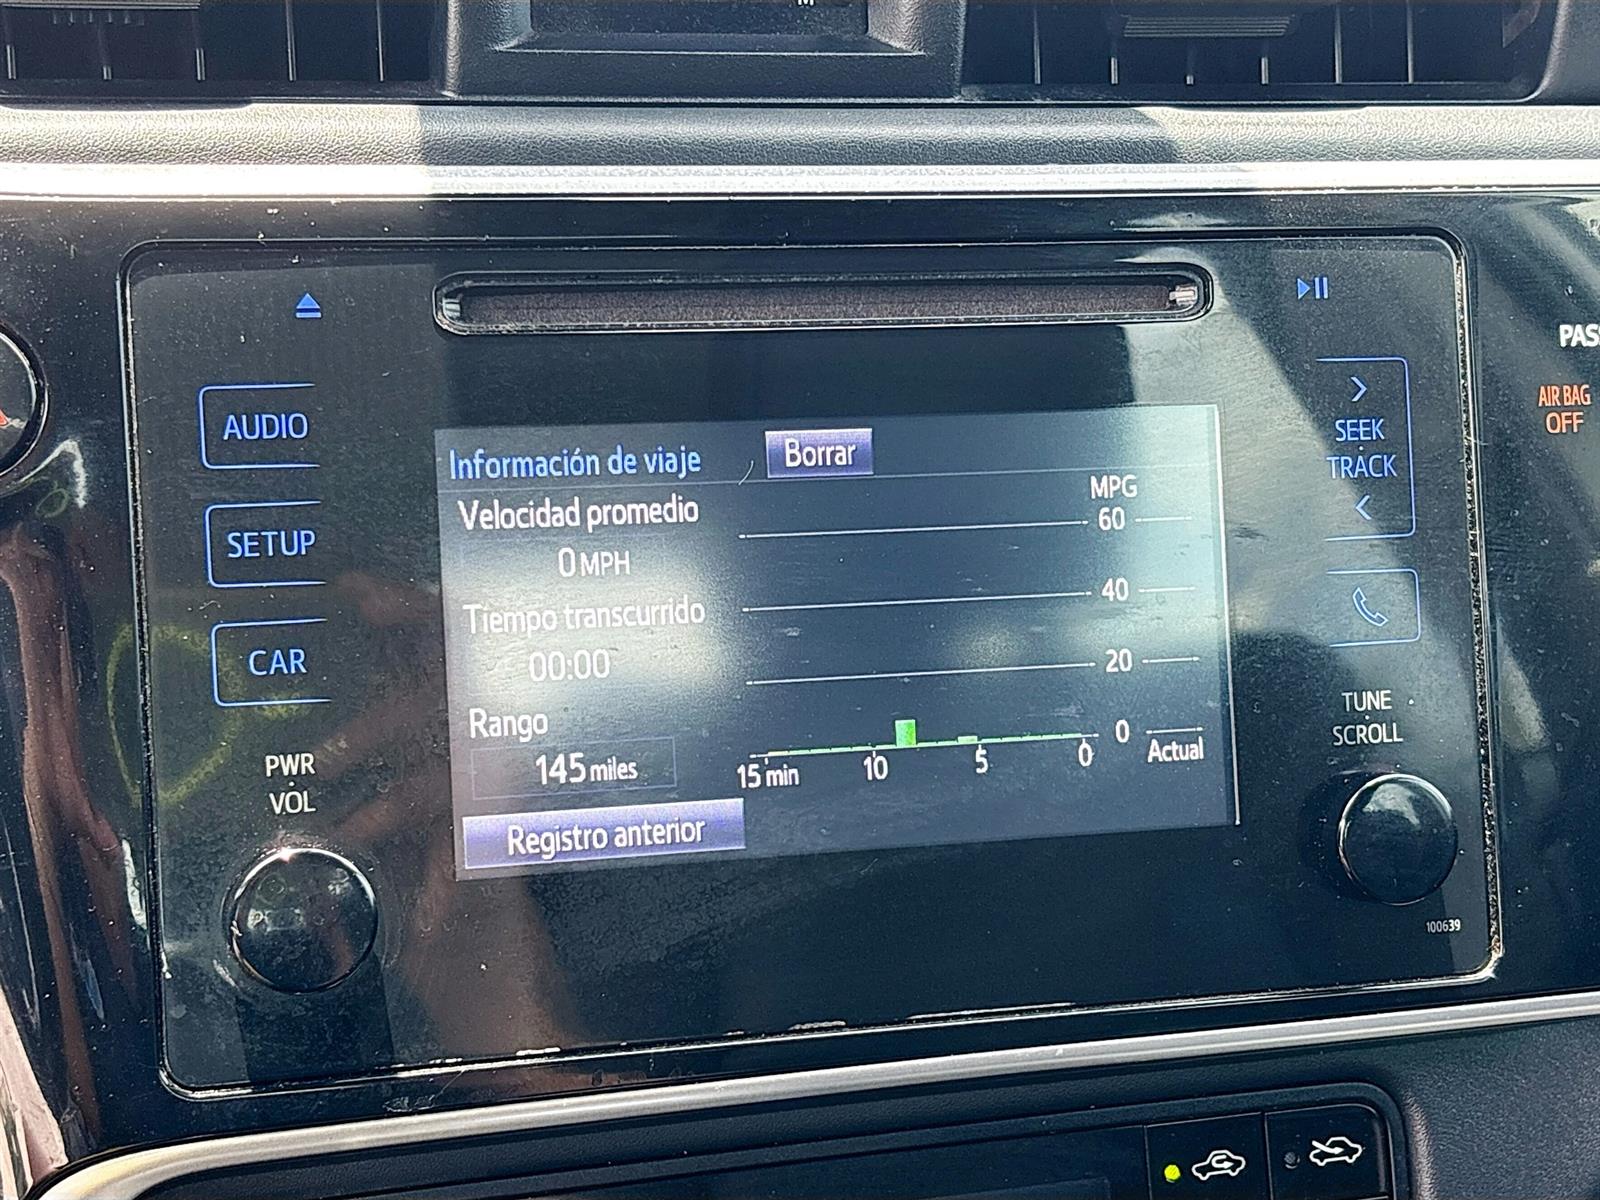 AUDIO
SETUP
CAR
PWR
VOL
Información de viaje
Borrar
Velocidad promedio
0 MPH
Tiempo transcurrido
00:00
Rango
145 miles
Registro anterior
MPG
60
40
20
0
15 min 10 5 0 Actual
SEEK
TRACK
TUNE
SCROLL
100639
PASS
AIR BAG
OFF